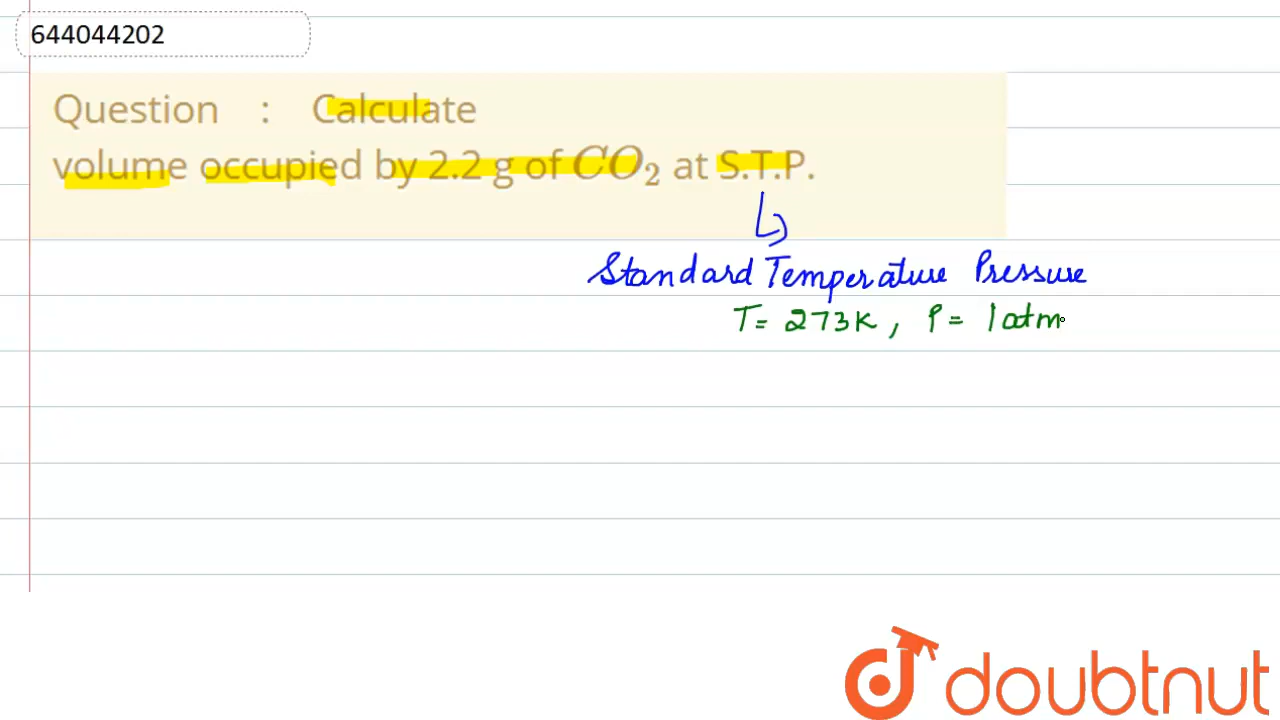 644044202
Question : Calculate
volume occupied by 2.2 g of CO₂ at S.T.P.
Standard Temperature Pressure
T= 273K, P= 1atm
doubtnut